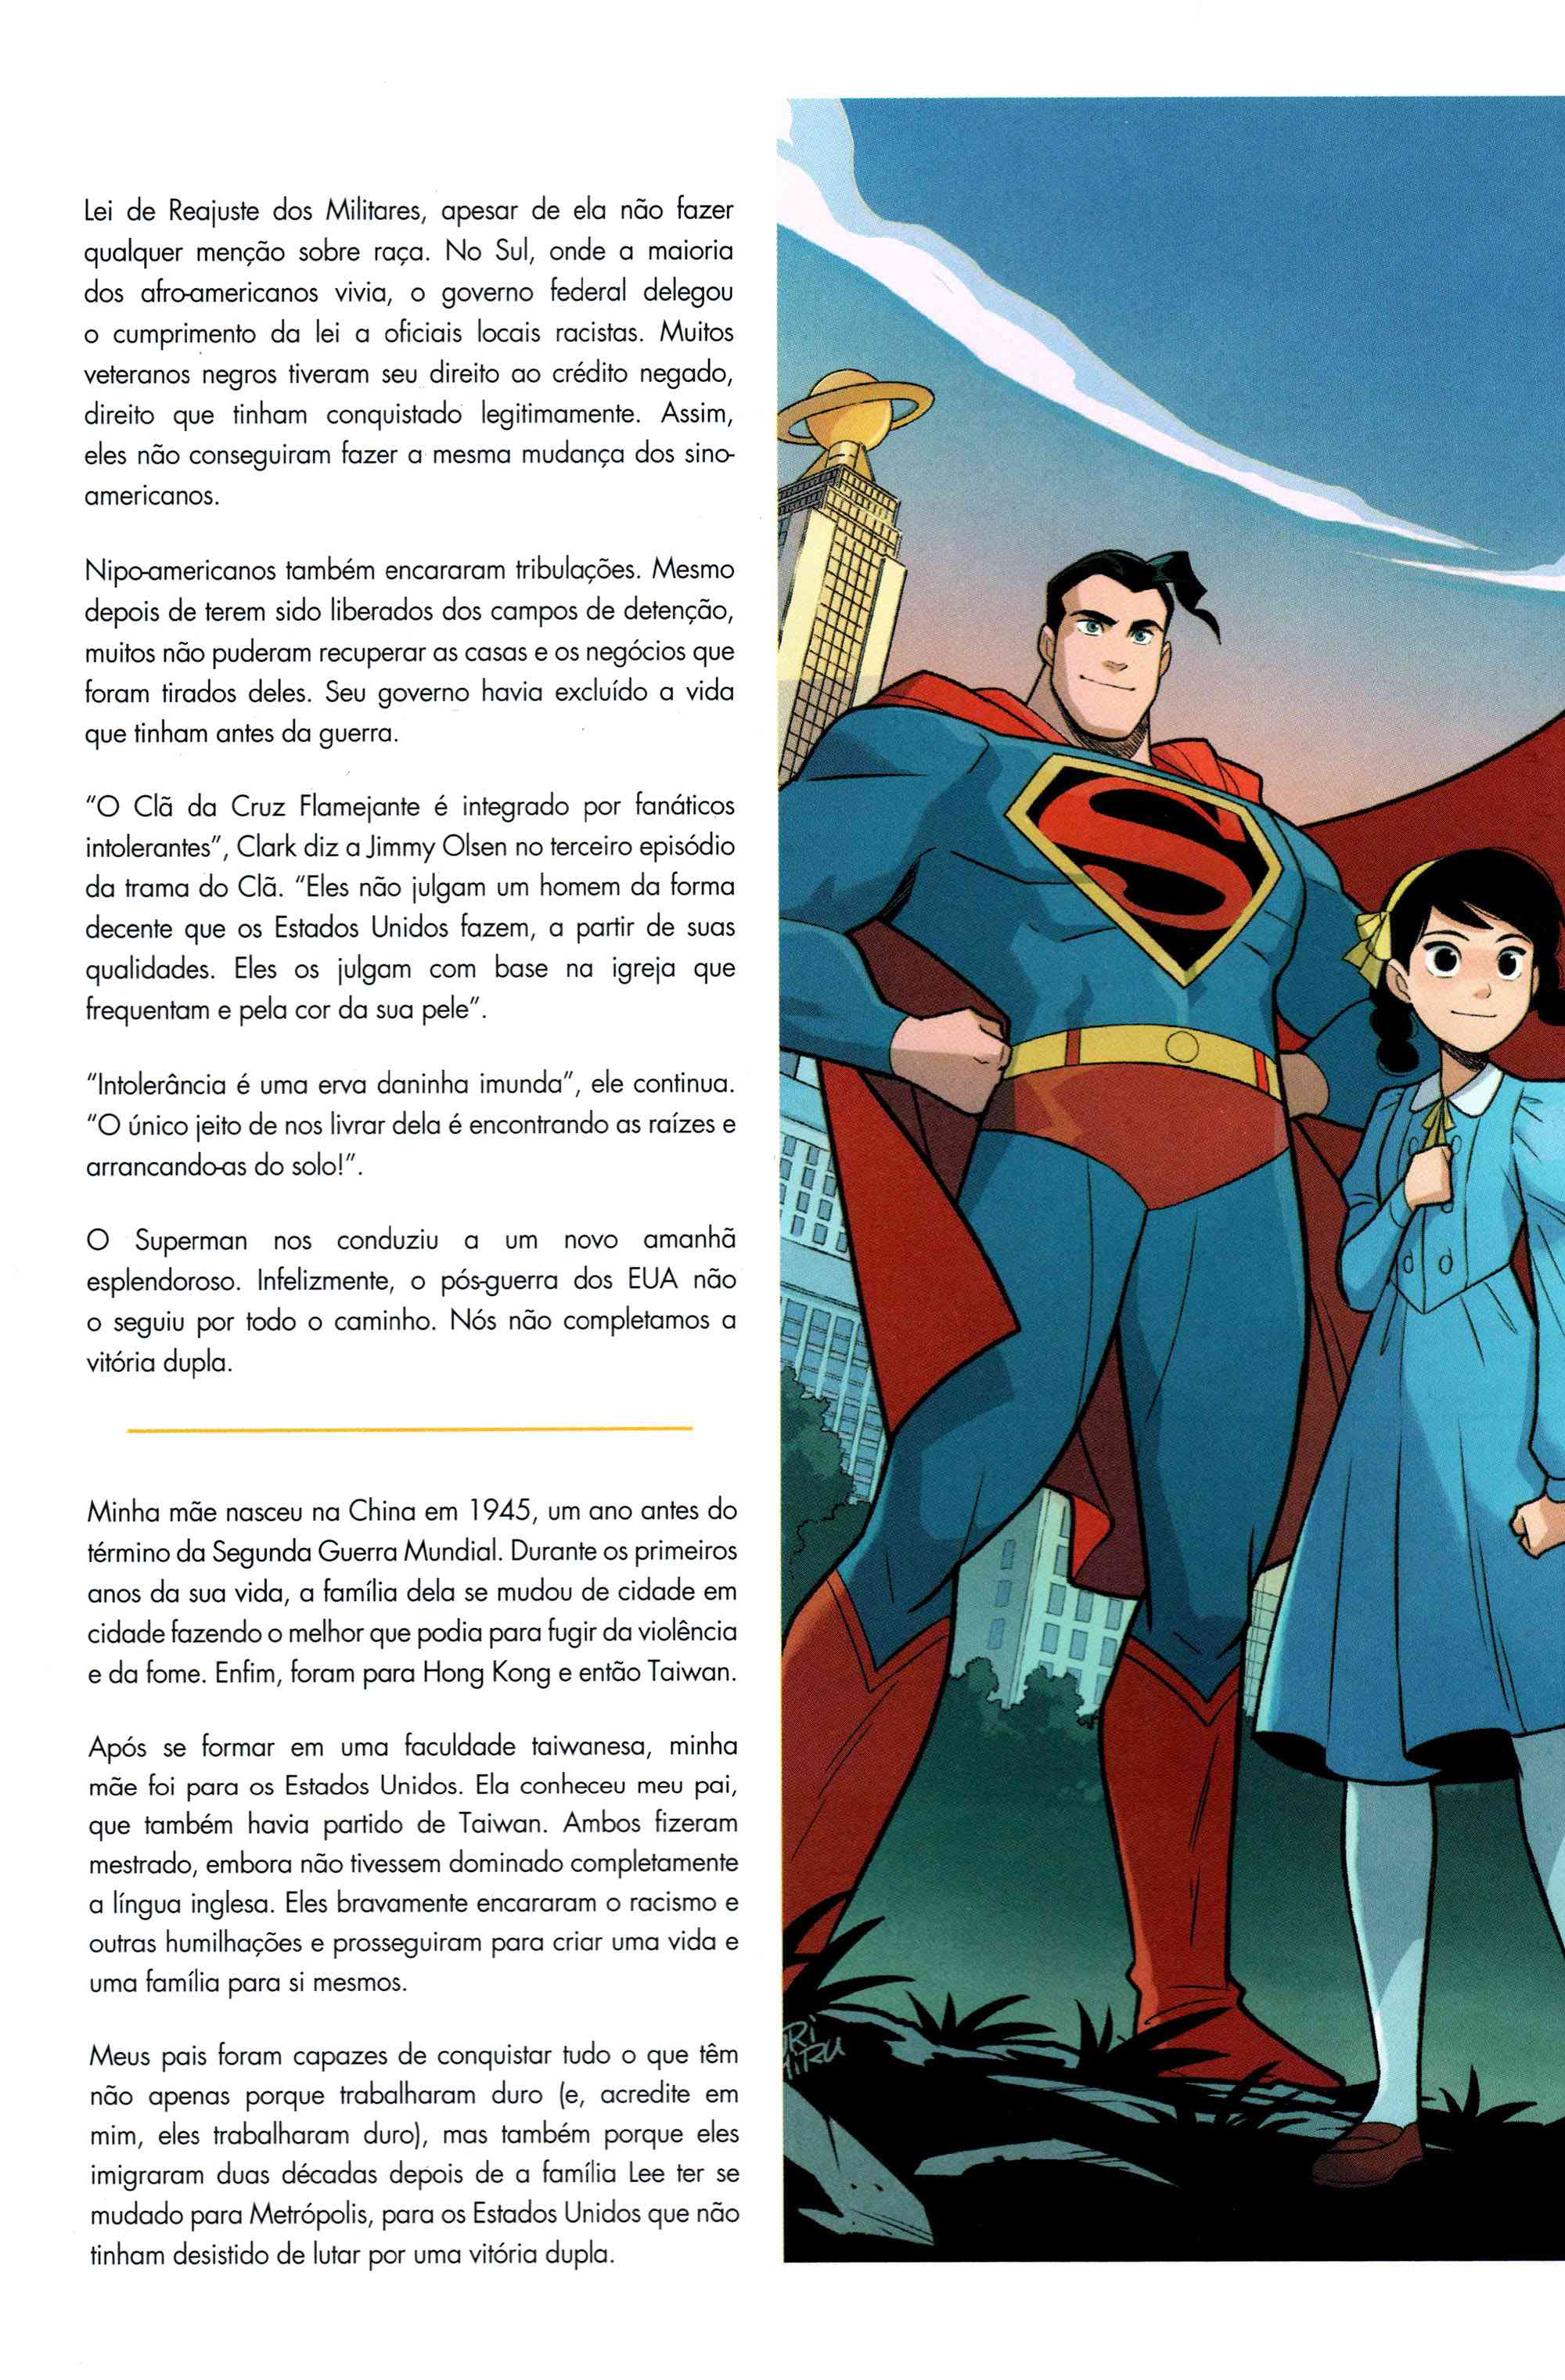 Lei de Reajuste dos Militares, apesar de ela não fazer
qualquer menção sobre raça. No Sul, onde a maioria
dos afro-americanos vivia, o governo federal delegou
o cumprimento da lei a oficiais locais racistas. Muitos
veteranos negros tiveram seu direito ao crédito negado,
direito que tinham conquistado legitimamente. Assim,
eles não conseguiram fazer a mesma mudança dos sino-
americanos.
Nipo-americanos também encararam tribulações. Mesmo
depois de terem sido liberados dos campos de detenção,
muitos não puderam recuperar as casas e os negócios que
foram tirados deles. Seu governo havia excluído a vida
que tinham antes da guerra.
“O Clã da Cruz Flamejante é integrado por fanáticos
intolerantes”, Clark diz a Jimmy Olsen no terceiro episódio
da trama do Clã. “Eles não julgam um homem da forma
decente que os Estados Unidos fazem, a partir de suas
qualidades. Eles os julgam com base na igreja que
frequentam e pela cor da sua pele”.
“Intolerância é uma erva daninha imunda”, ele continua.
“O único jeito de nos livrar dela é encontrando as raízes e
arrancando-as do solo!”.
O Superman nos conduziu a um novo amanhã
esplendoroso. Infelizmente, o pós-guerra dos EUA não
o seguiu por todo o caminho. Nós não completamos a
vitória dupla.
Minha mãe nasceu na China em 1945, um ano antes do
término da Segunda Guerra Mundial. Durante os primeiros
anos da sua vida, a família dela se mudou de cidade em
cidade fazendo o melhor que podia para fugir da violência
e da fome. Enfim, foram para Hong Kong e então Taiwan.
Após se formar em uma faculdade taiwanesa, minha
mãe foi para os Estados Unidos. Ela conheceu meu pai,
que também havia partido de Taiwan. Ambos fizeram
mestrado, embora não tivessem dominado completamente
a língua inglesa. Eles bravamente encararam o racismo e
outras humilhações e prosseguiram para criar uma vida e
uma família para si mesmos.
Meus pais foram capazes de conquistar tudo o que têm
não apenas porque trabalharam duro (e, acredite em
mim, eles trabalharam duro), mas também porque eles
imigraram duas décadas depois de a família Lee ter se
mudado para Metrópolis, para os Estados Unidos que não
tinham desistido de lutar por uma vitória dupla.
S